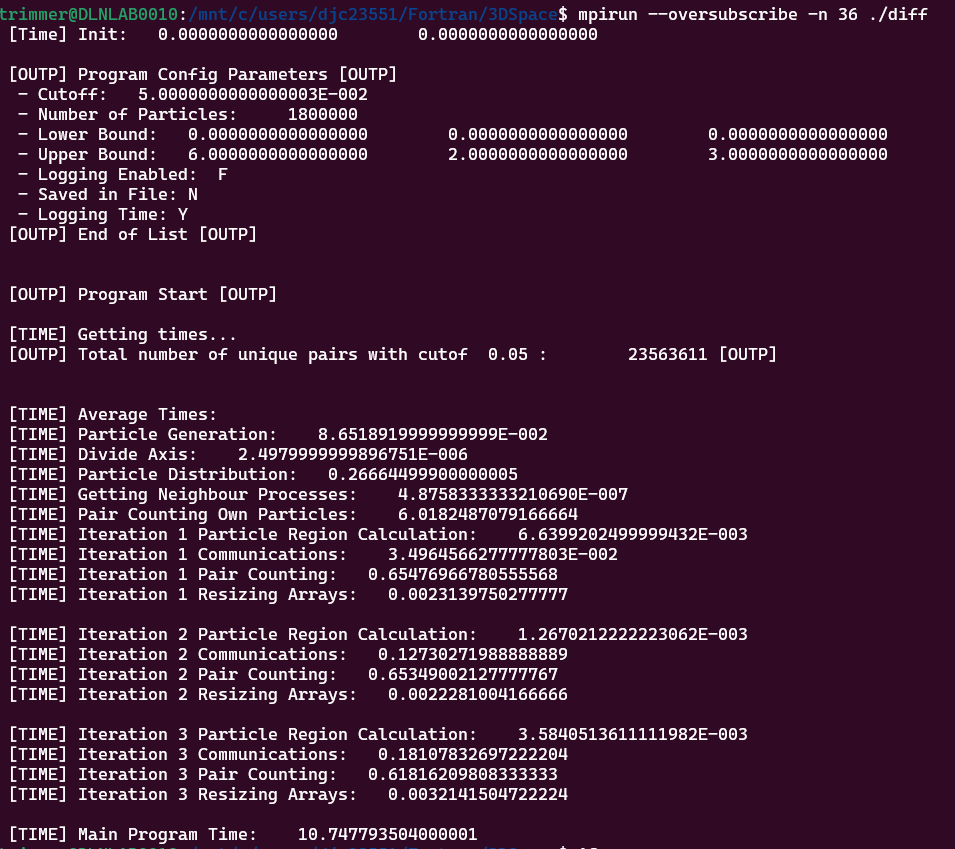 trimmer@DLNLAB0010:/mnt/c/users/djc23551/Fortran/3DSpace$ mpirun --oversubscribe -n 36 ./diff
[Time] Init:   0.0000000000000000        0.0000000000000000
[OUTP] Program Config Parameters [OUTP]
- Cutoff:   5.0000000000000003E-002
- Number of Particles:     1800000
- Lower Bound:   0.0000000000000000        0.0000000000000000        0.0000000000000000
- Upper Bound:   6.0000000000000000        2.0000000000000000        3.0000000000000000
- Logging Enabled:  F
- Saved in File: N
- Logging Time: Y
[OUTP] End of List [OUTP]
[OUTP] Program Start [OUTP]
[TIME] Getting times...
[OUTP] Total number of unique pairs with cutof  0.05 :        23563611 [OUTP]
[TIME] Average Times:
[TIME] Particle Generation:    8.6518919999999999E-002
[TIME] Divide Axis:    2.4979999999896751E-006
[TIME] Particle Distribution:   0.26664499900000005
[TIME] Getting Neighbour Processes:    4.8758333333210690E-007
[TIME] Pair Counting Own Particles:    6.0182487079166664
[TIME] Iteration 1 Particle Region Calculation:    6.6399202499999432E-003
[TIME] Iteration 1 Communications:    3.4964566277777803E-002
[TIME] Iteration 1 Pair Counting:   0.65476966780555568
[TIME] Iteration 1 Resizing Arrays:   0.0023139750277777
[TIME] Iteration 2 Particle Region Calculation:    1.2670212222223062E-003
[TIME] Iteration 2 Communications:   0.12730271988888889
[TIME] Iteration 2 Pair Counting:   0.65349002127777767
[TIME] Iteration 2 Resizing Arrays:   0.0022281004166666
[TIME] Iteration 3 Particle Region Calculation:    3.5840513611111982E-003
[TIME] Iteration 3 Communications:   0.18107832697222204
[TIME] Iteration 3 Pair Counting:   0.61816209808333333
[TIME] Iteration 3 Resizing Arrays:   0.0032141504722224
[TIME] Main Program Time:    10.747793504000001